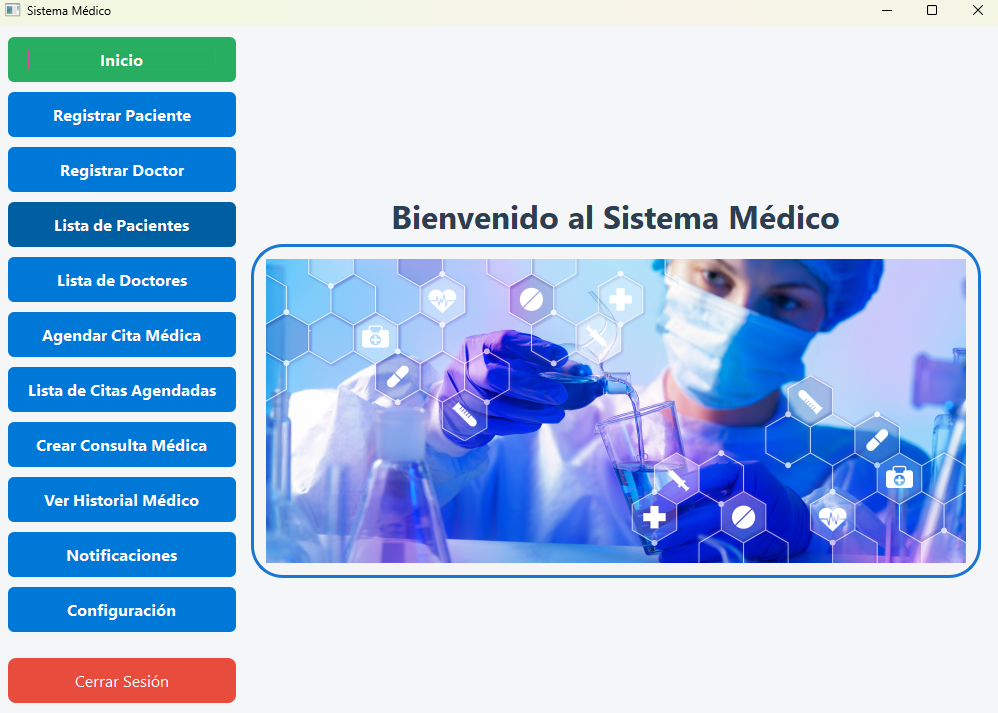 Sistema Médico
Inicio
Registrar Paciente
Registrar Doctor
Lista de Pacientes
Lista de Doctores
Agendar Cita Médica
Lista de Citas Agendadas
Crear Consulta Médica
Ver Historial Médico
Notificaciones
Configuración
Cerrar Sesión
Bienvenido al Sistema Médico